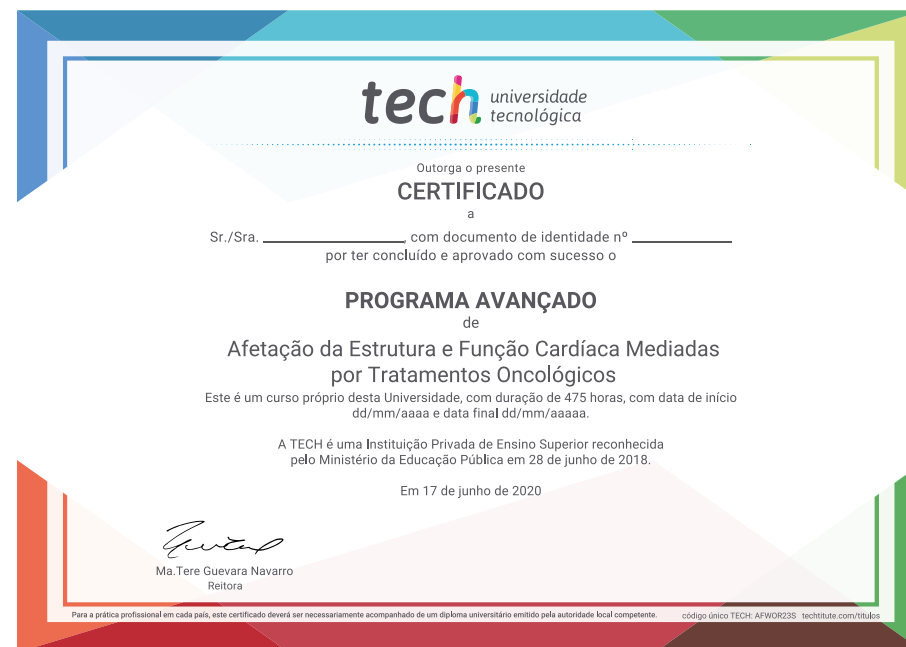 tech universidade
tecnológica
Outorga o presente
CERTIFICADO
a
Sr./Sra. ____________, com documento de identidade nº ____________
por ter concluído e aprovado com sucesso o
PROGRAMA AVANÇADO
de
Afetação da Estrutura e Função Cardíaca Mediadas
por Tratamentos Oncológicos
Este é um curso próprio desta Universidade, com duração de 475 horas, com data de início
dd/mm/aaaa e data final dd/mm/aaaaa.
A TECH é uma Instituição Privada de Ensino Superior reconhecida
pelo Ministério da Educação Pública em 28 de junho de 2018.
Em 17 de junho de 2020
Ma.Tere Guevara Navarro
Reitora
Para a prática profissional em cada país, este certificado deverá ser necessariamente acompanhado de um diploma universitário emitido pela autoridade local competente. código único TECH: AFWOR23S techtitute.com/titulos